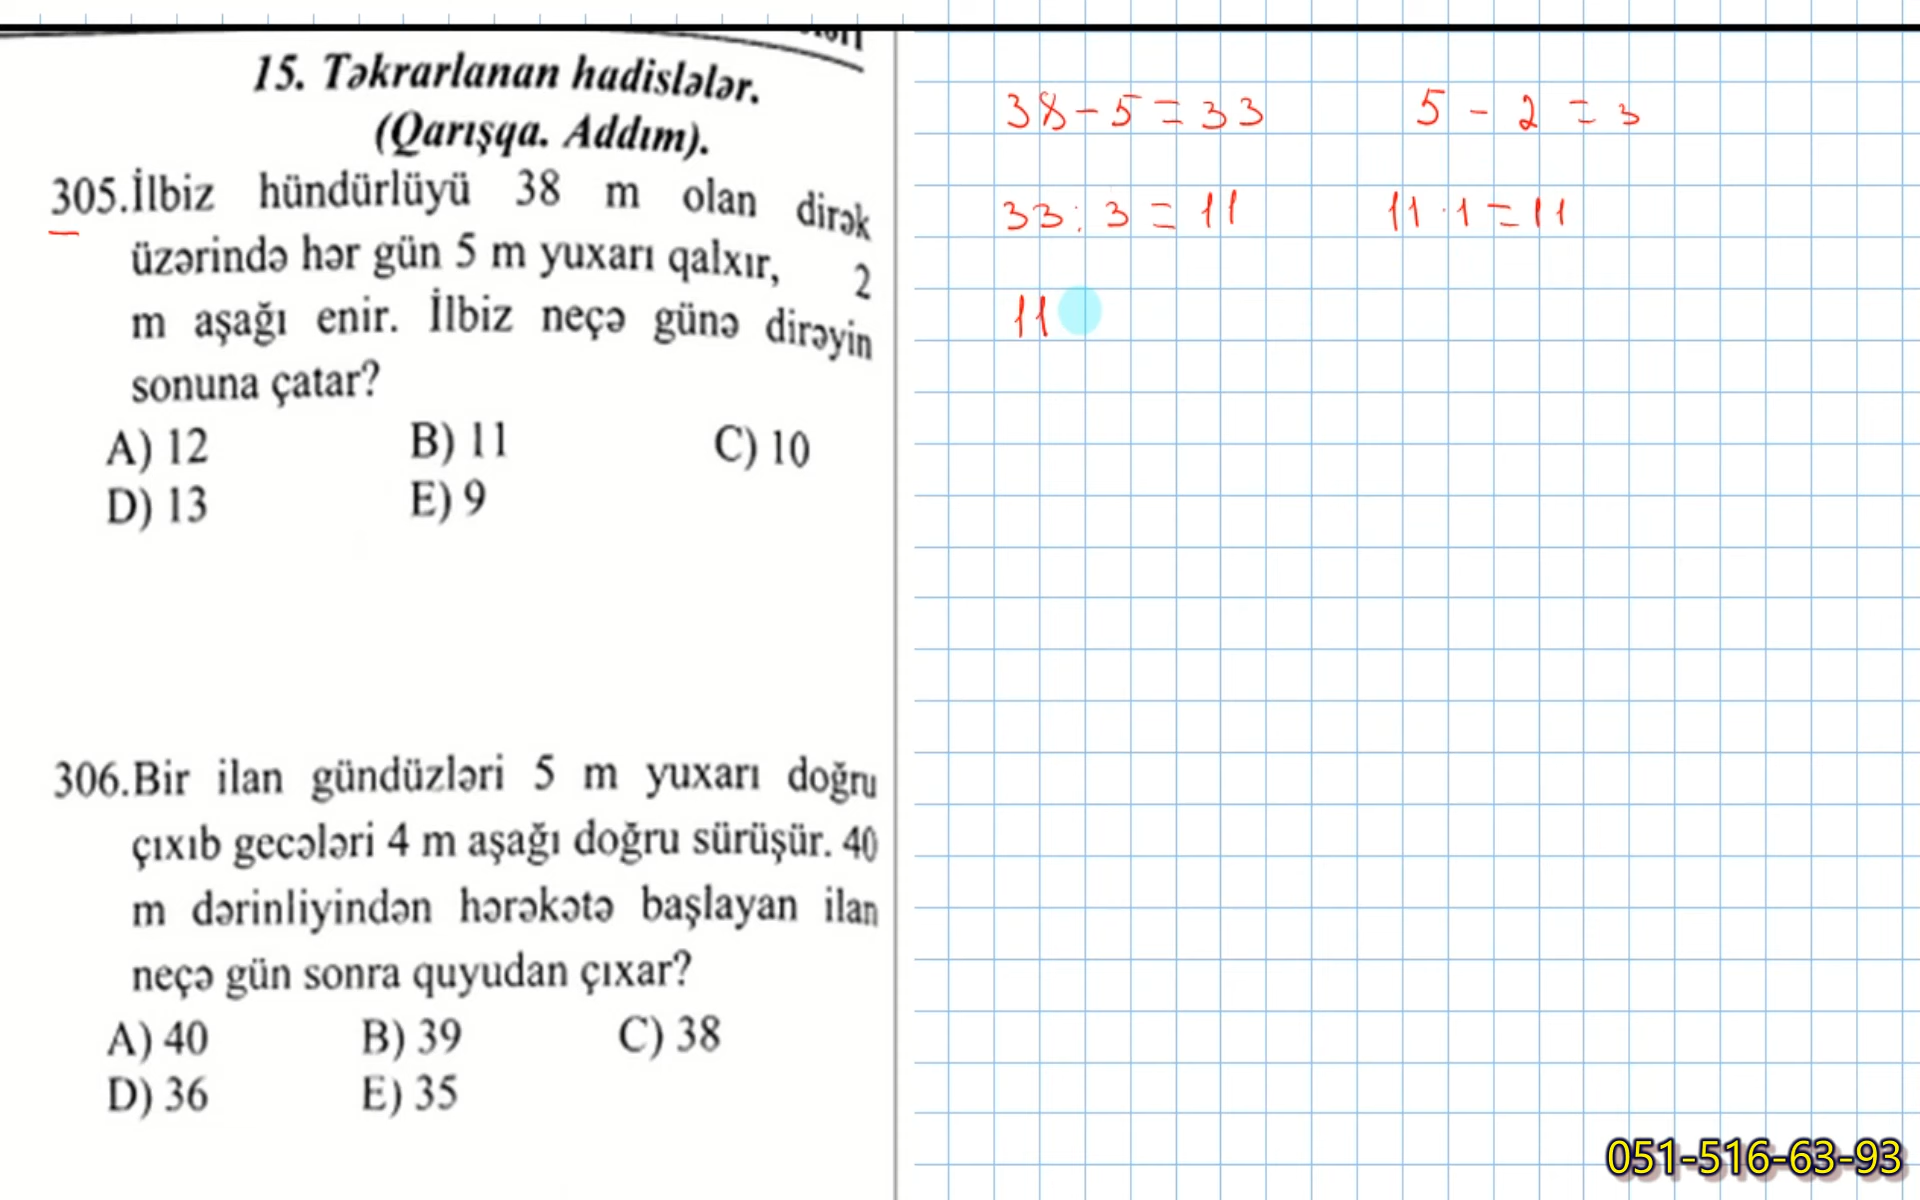 15. Təkrarlanan hadislələr.
(Qarışqa. Addım).
305.İlbiz hündürlüyü 38 m olan dirək
üzərində hər gün 5 m yuxarı qalxır, 2
m aşağı enir. İlbiz neçə günə dirəyin
sonuna çatar?
A) 12 B) 11 C) 10
D) 13 E) 9
306.Bir ilan gündüzləri 5 m yuxarı doğru
çıxıb gecələri 4 m aşağı doğru sürüşür. 40
m dərinliyindən hərəkətə başlayan ilan
neçə gün sonra quyudan çıxar?
A) 40 B) 39 C) 38
D) 36 E) 35
38-5=33 5-2=3
33:3=11 11·1=11
11
051-516-63-93